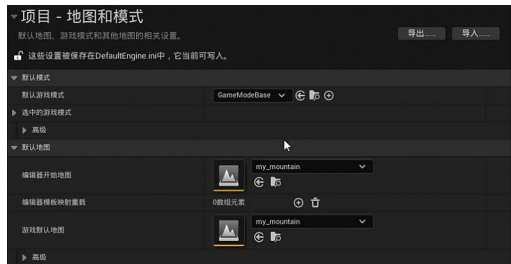 项目 - 地图和模式
默认地图、游戏模式和其他地图的相关设置。
导出……
导入……
这些设置被保存在DefaultEngine.ini中，它当前可写入。
默认模式
默认游戏模式
GameModeBase
选中的游戏模式
高级
默认地图
编辑器开始地图
my_mountain
编辑器模板映射重载
0数组元素
游戏默认地图
my_mountain
高级